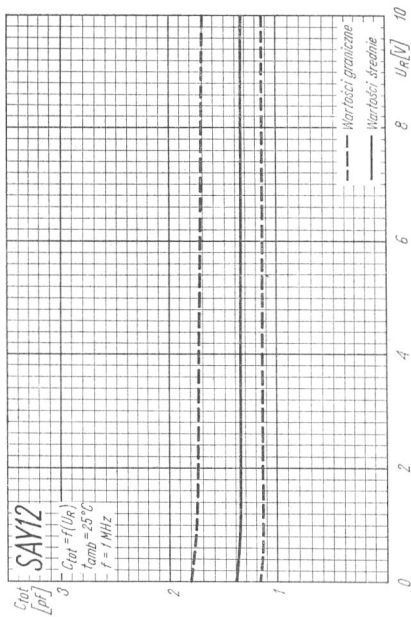 C_tot
[pF]
SAY12
C_tot = f(U_R)
t_amb = 25°C
f = 1 MHz
3
2
1
0
2
4
6
8
10
U_R[V]
Wartości graniczne
Wartości średnie